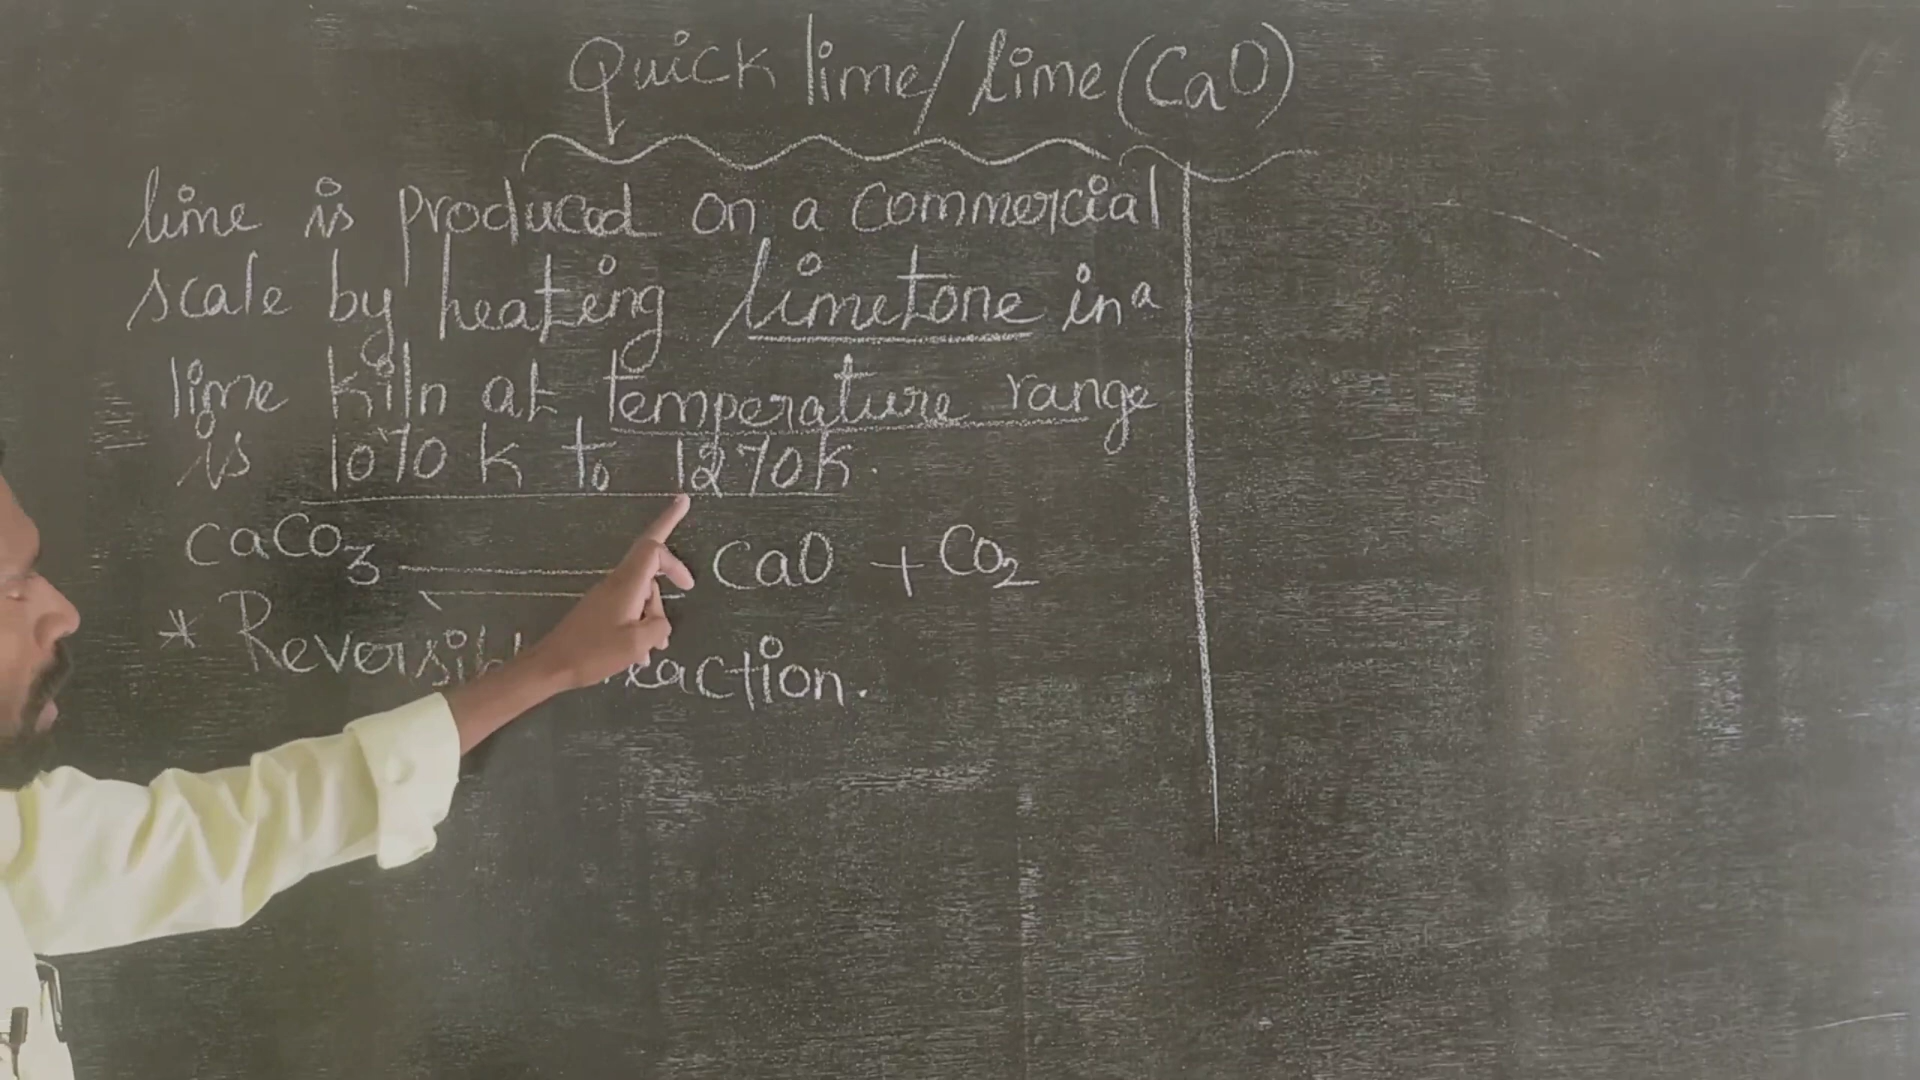 Quick lime/lime(CaO)
lime is produced on a commercial
scale by heating limetone in a
lime kiln at temperature range
is 1070 K to 1270K.
CaCO3 ⇌ CaO + CO2
* reaction.